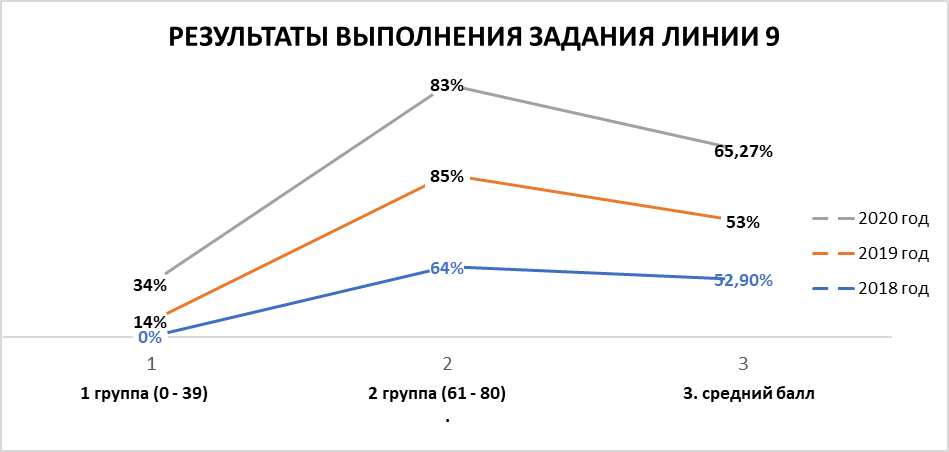 РЕЗУЛЬТАТЫ ВЫПОЛНЕНИЯ ЗАДАНИЯ ЛИНИИ 9
83%
65,27%
85%
53%
2020 год
2019 год
64%
52,90%
2018 год
34%
14%
0%
1 2 3
1 группа (0 - 39) 2 группа (61 - 80) 3. средний балл
.